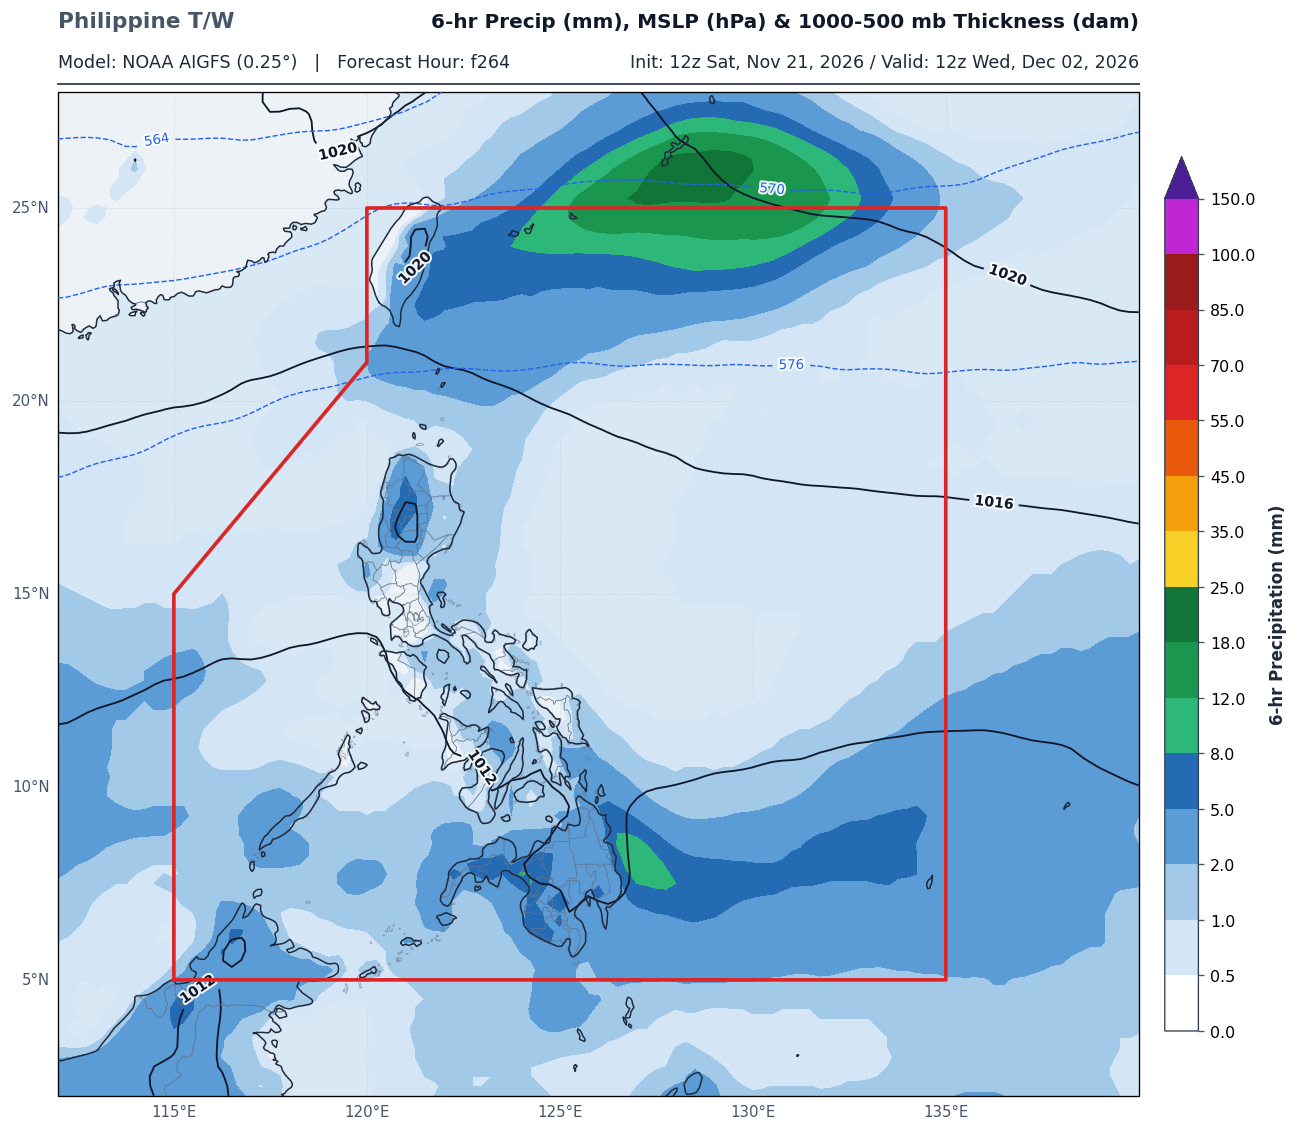 Philippine T/W
6-hr Precip (mm), MSLP (hPa) & 1000-500 mb Thickness (dam)
Model: NOAA AIGFS (0.25°)   |   Forecast Hour: f264
Init: 12z Sat, Nov 21, 2026 / Valid: 12z Wed, Dec 02, 2026
564
1020
570
25°N
1020
1020
576
20°N
1016
15°N
1012
10°N
5°N
1012
115°E
120°E
125°E
130°E
135°E
150.0
100.0
85.0
70.0
55.0
45.0
35.0
25.0
18.0
12.0
8.0
5.0
2.0
1.0
0.5
0.0
6-hr Precipitation (mm)